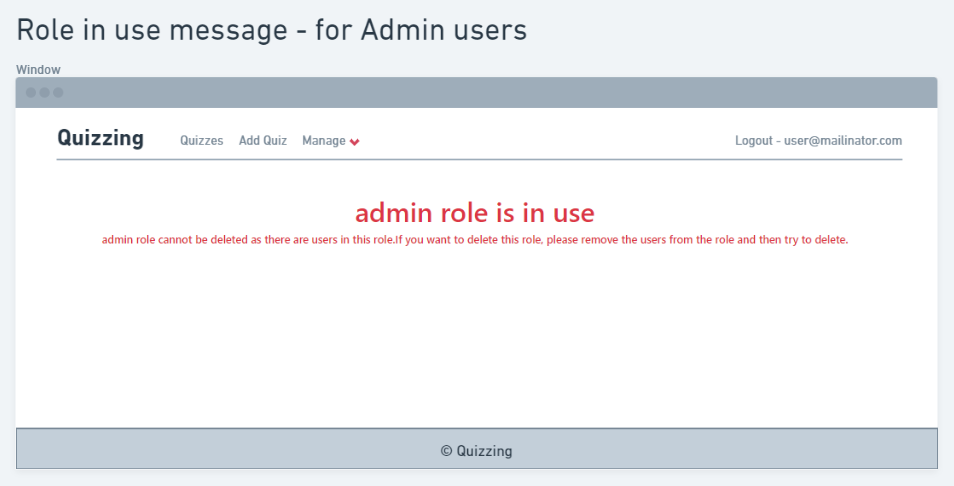 Role in use message - for Admin users
Window
Quizzing Quizzes Add Quiz Manage Logout - user@mailinator.com
admin role is in use
admin role cannot be deleted as there are users in this role.If you want to delete this role, please remove the users from the role and then try to delete.
© Quizzing